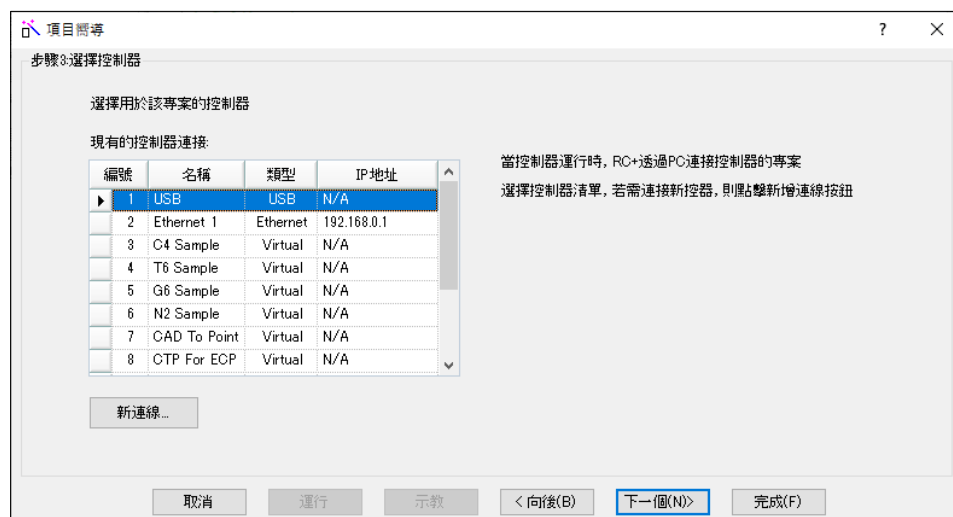 項目嚮導
?
步驟3:選擇控制器
選擇用於該專案的控制器
現有的控制器連接:
編號 名稱 類型 IP地址
1 USB USB N/A
2 Ethernet 1 Ethernet 192.168.0.1
3 C4 Sample Virtual N/A
4 T6 Sample Virtual N/A
5 G6 Sample Virtual N/A
6 N2 Sample Virtual N/A
7 CAD To Point Virtual N/A
8 CTP For ECP Virtual N/A
當控制器運行時, RC+透過PC連接控制器的專案
選擇控制器清單, 若需連接新控器, 則點擊新增連線按鈕
新連線...
取消 運行 示教 < 向後(B) 下一個(N)> 完成(F)